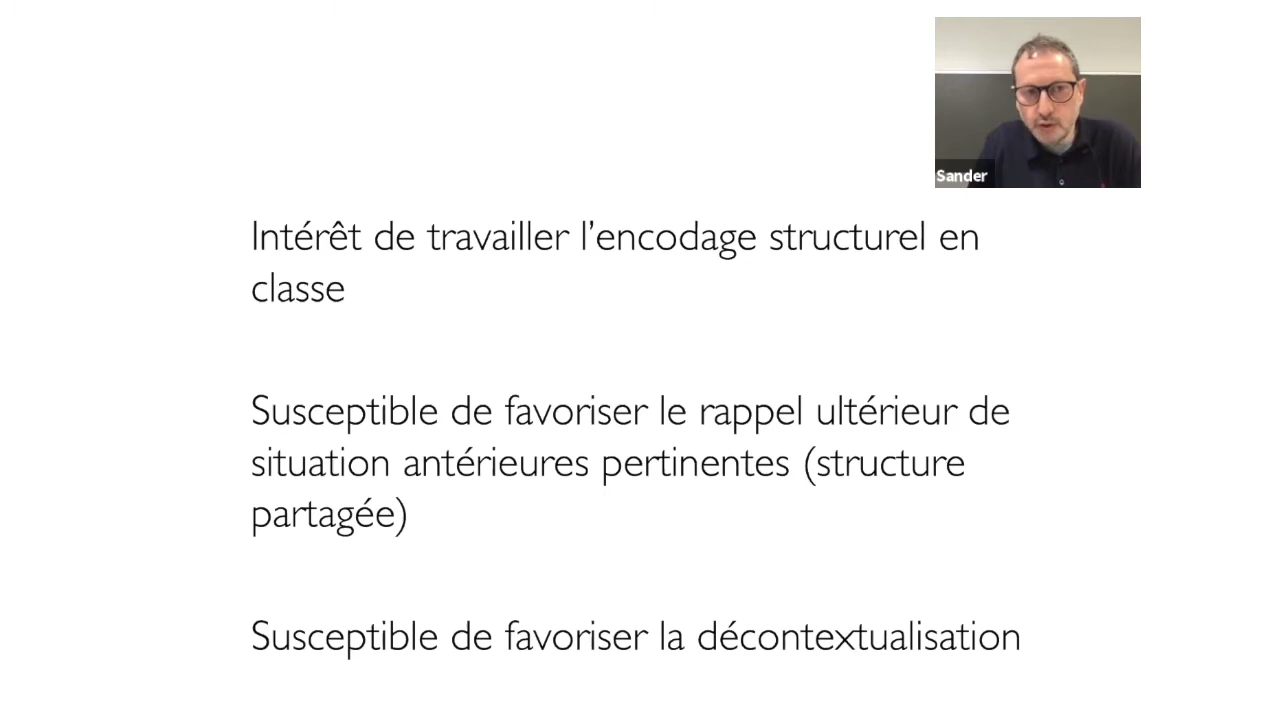 Sander
Intérêt de travailler l’encodage structurel en
classe
Susceptible de favoriser le rappel ultérieur de
situation antérieures pertinentes (structure
partagée)
Susceptible de favoriser la décontextualisation